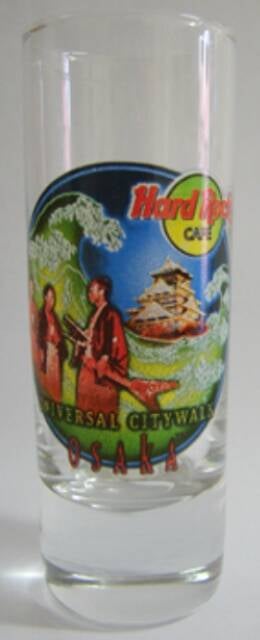 Hard Rock
CAFE
UNIVERSAL CITYWALK
OSAKA